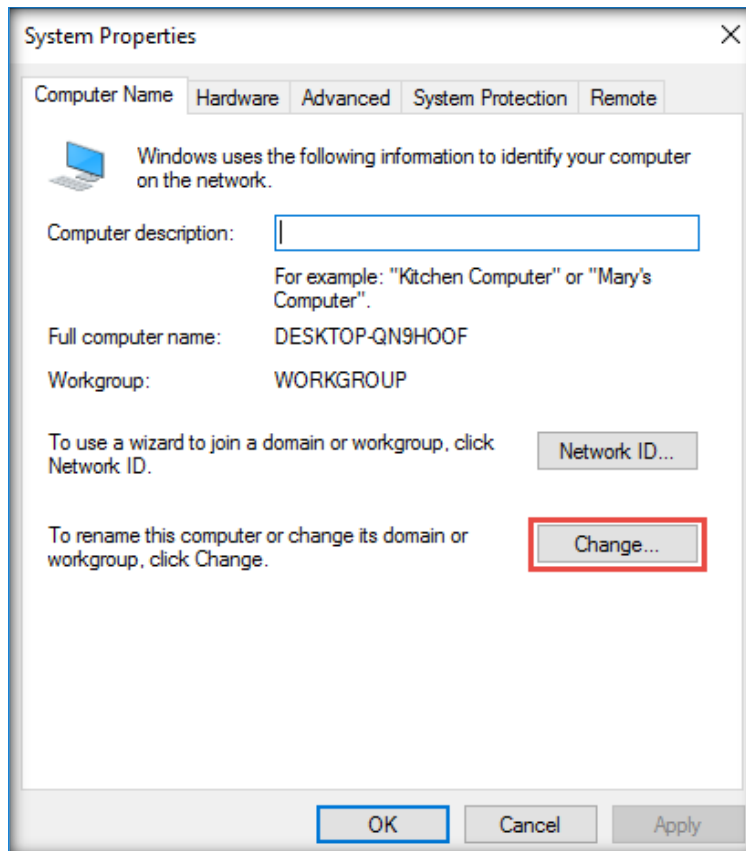 System Properties
Computer Name
Hardware
Advanced
System Protection
Remote
Windows uses the following information to identify your computer
on the network.
Computer description:
For example: "Kitchen Computer" or "Mary's
Computer".
Full computer name:
DESKTOP-QN9HOOF
Workgroup:
WORKGROUP
To use a wizard to join a domain or workgroup, click
Network ID.
Network ID...
To rename this computer or change its domain or
workgroup, click Change.
Change...
OK
Cancel
Apply